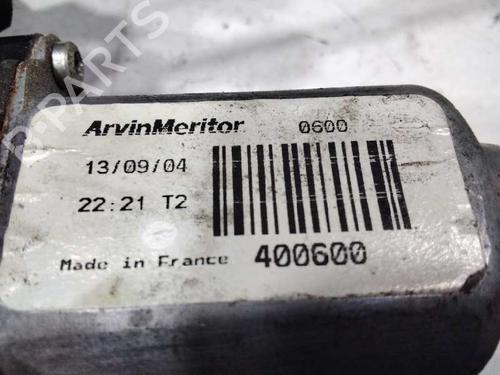 B-PARTS
ArvinMeritor 0600
13/09/04
22:21 T2
Made in France 400600